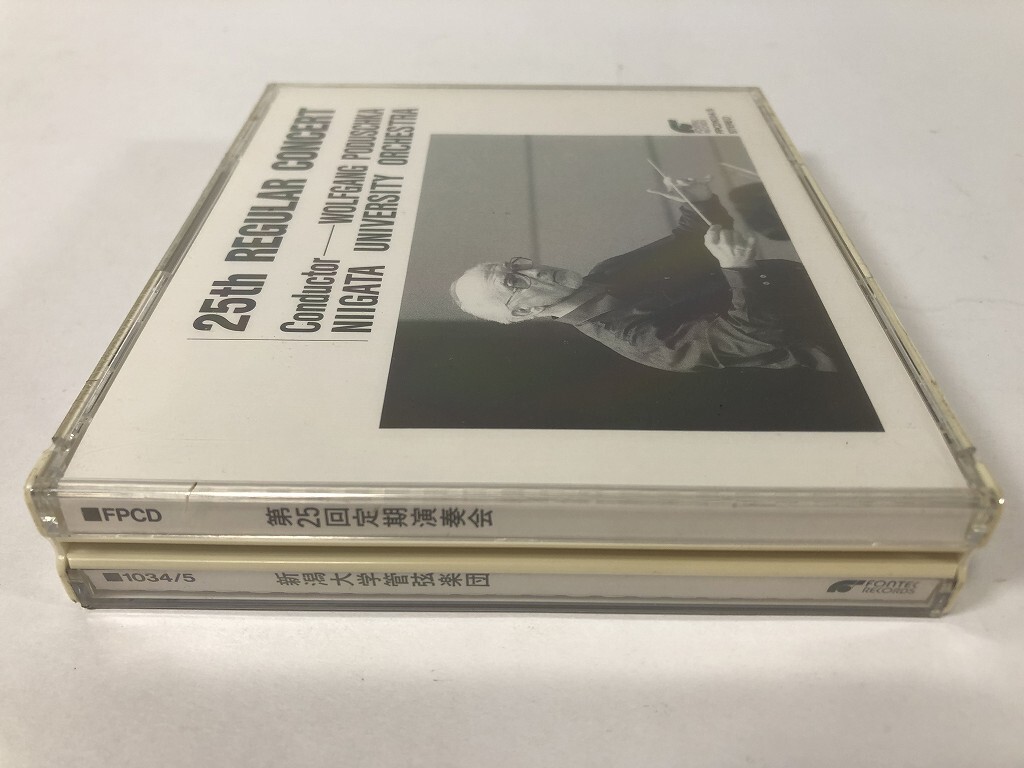 25th REGULAR CONCERT
Conductor—WOLFGANG PODUSCHKA
NIIGATA UNIVERSITY ORCHESTRA
STEREO
■FPCD
第25回定期演奏会
■1034/5
新潟大学管弦楽団
FONTEC
RECORDS